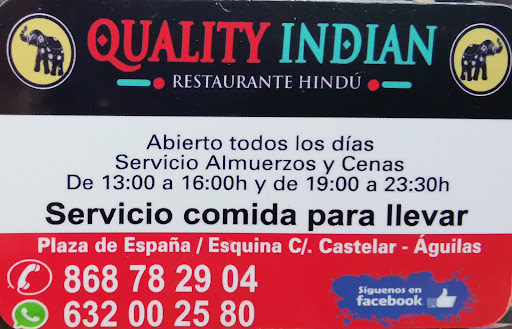 QUALITY INDIAN
RESTAURANTE HINDÚ
Abierto todos los días
Servicio Almuerzos y Cenas
De 13:00 a 16:00h y de 19:00 a 23:30h
Servicio comida para llevar
Plaza de España / Esquina C/. Castelar - Águilas
868 78 29 04
632 00 25 80
Síguenos en
facebook